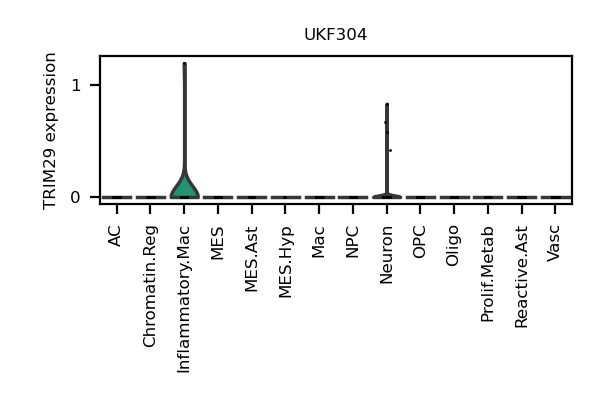 UKF304
TRIM29 expression
1
0
AC
Chromatin.Reg
Inflammatory.Mac
MES
MES.Ast
MES.Hyp
Mac
NPC
Neuron
OPC
Oligo
Prolif.Metab
Reactive.Ast
Vasc